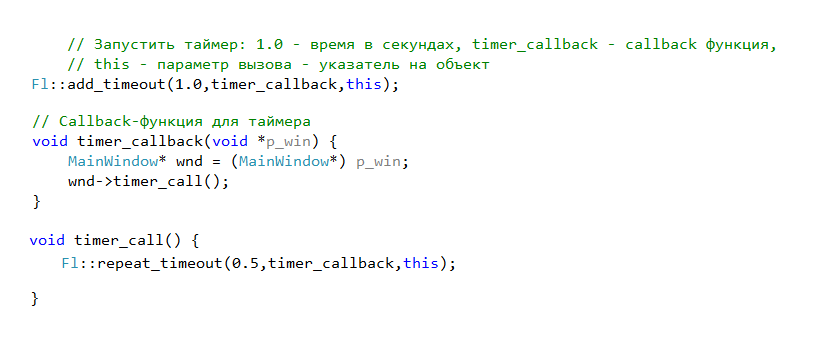 // Запустить таймер: 1.0 - время в секундах, timer_callback - callback функция,
// this - параметр вызова - указатель на объект
Fl::add_timeout(1.0,timer_callback,this);
// Callback-функция для таймера
void timer_callback(void *p_win) {
MainWindow* wnd = (MainWindow*) p_win;
wnd->timer_call();
}
void timer_call() {
Fl::repeat_timeout(0.5,timer_callback,this);
}